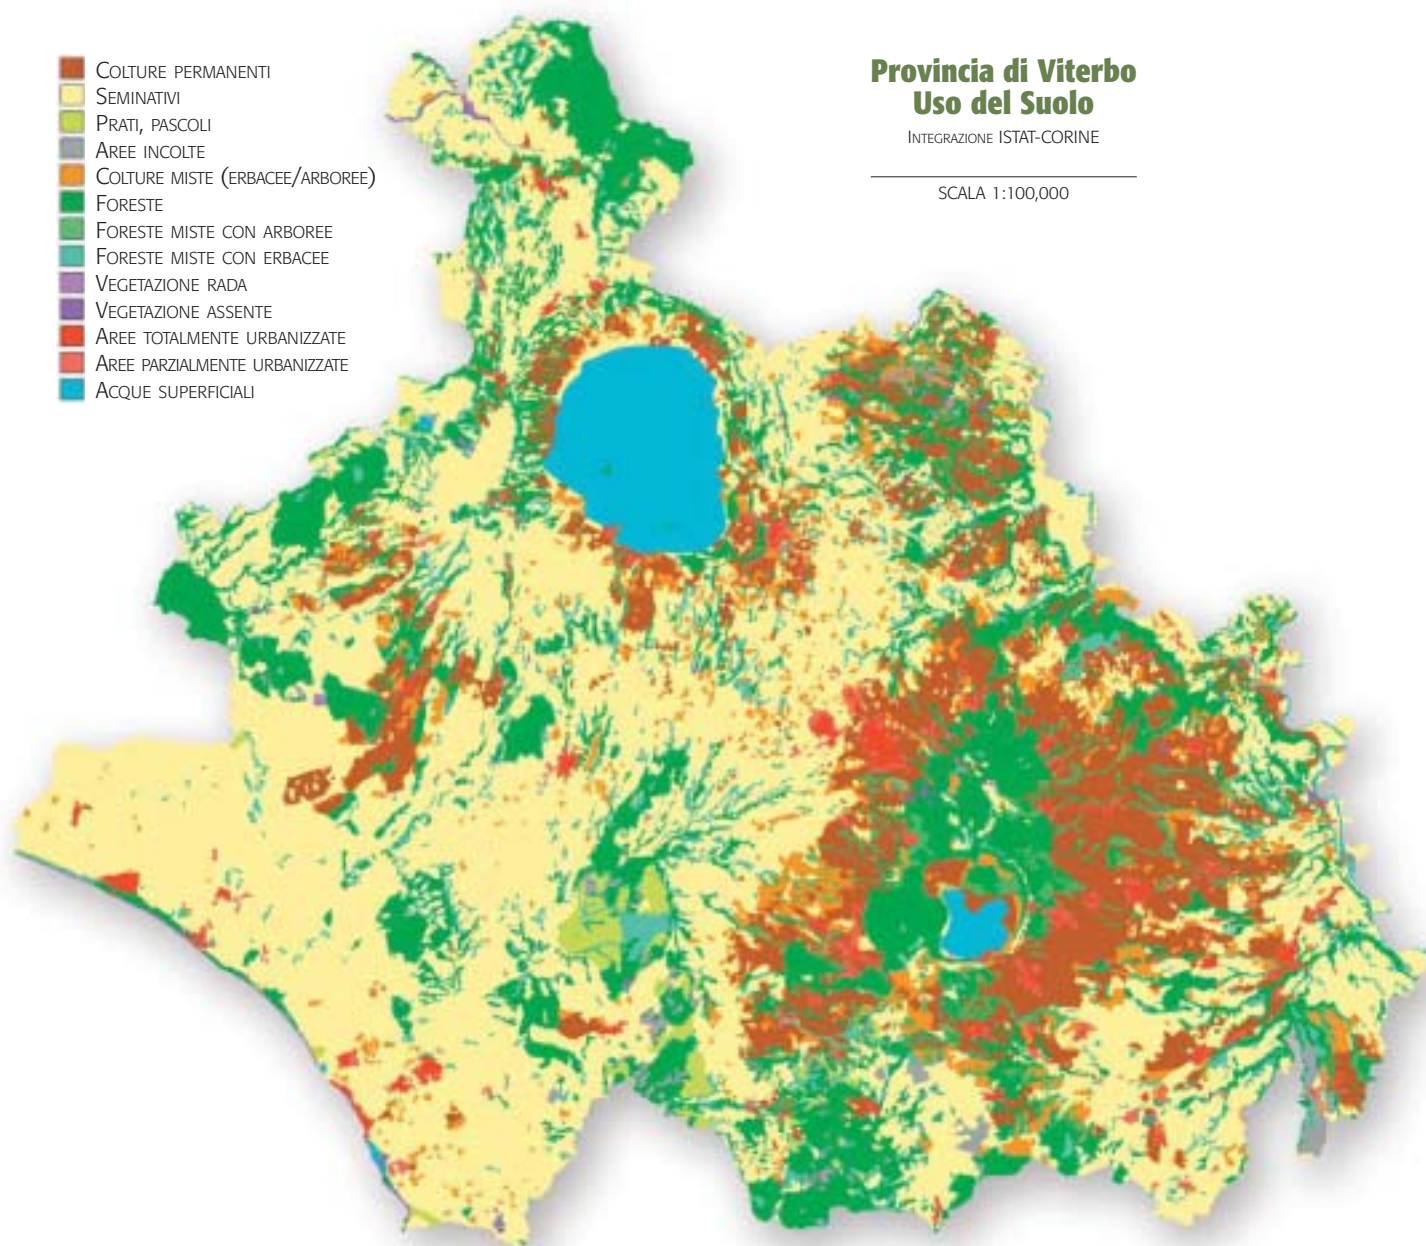 Colture permanenti
Seminativi
Prati, pascoli
Aree incolte
Colture miste (erbacee/arboree)
Foreste
Foreste miste con arboree
Foreste miste con erbacee
Vegetazione rada
Vegetazione assente
Aree totalmente urbanizzate
Aree parzialmente urbanizzate
Acque superficiali
Provincia di Viterbo
Uso del Suolo
Integrazione ISTAT-CORINE
SCALA 1:100,000